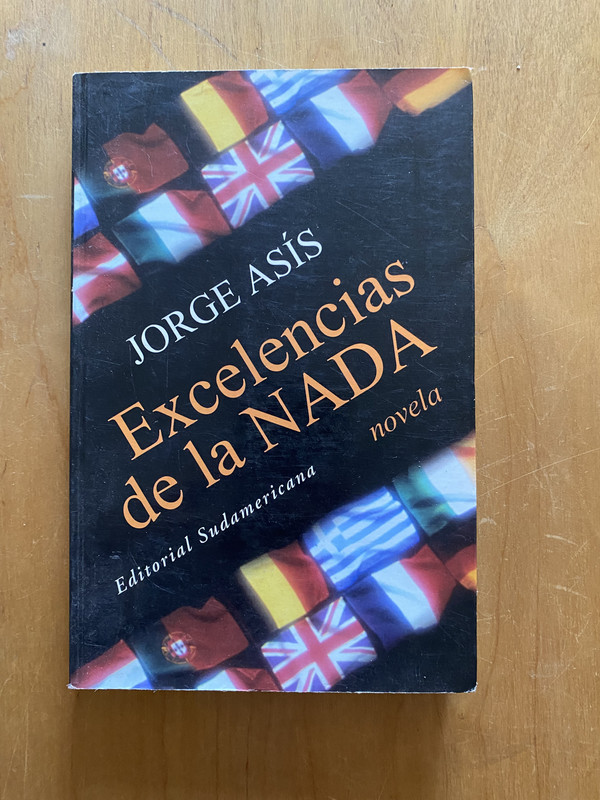 JORGE ASÍS
Excelencias
de la NADA
novela
Editorial Sudamericana